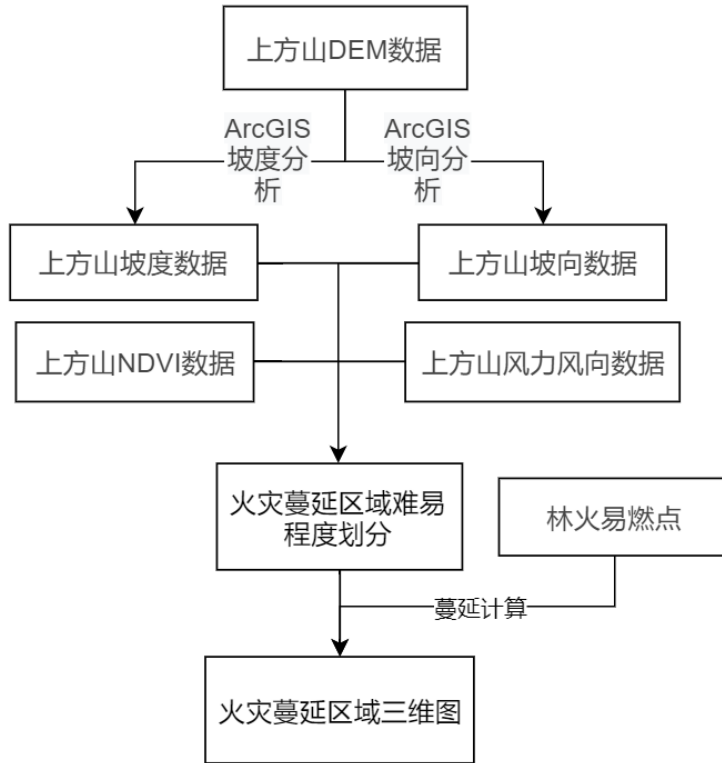 上方山DEM数据
ArcGIS
坡度分
析
ArcGIS
坡向分
析
上方山坡度数据
上方山坡向数据
上方山NDVI数据
上方山风力风向数据
火灾蔓延区域难易
程度划分
林火易燃点
蔓延计算
火灾蔓延区域三维图